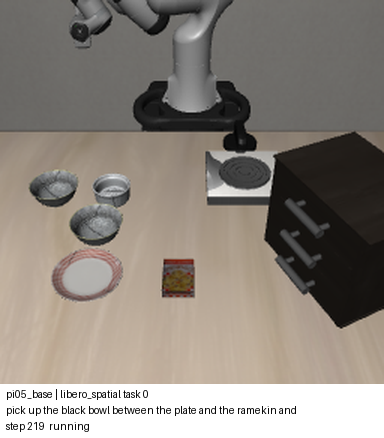 pi05_base | libero_spatial task 0
pick up the black bowl between the plate and the ramekin and
step 219 running